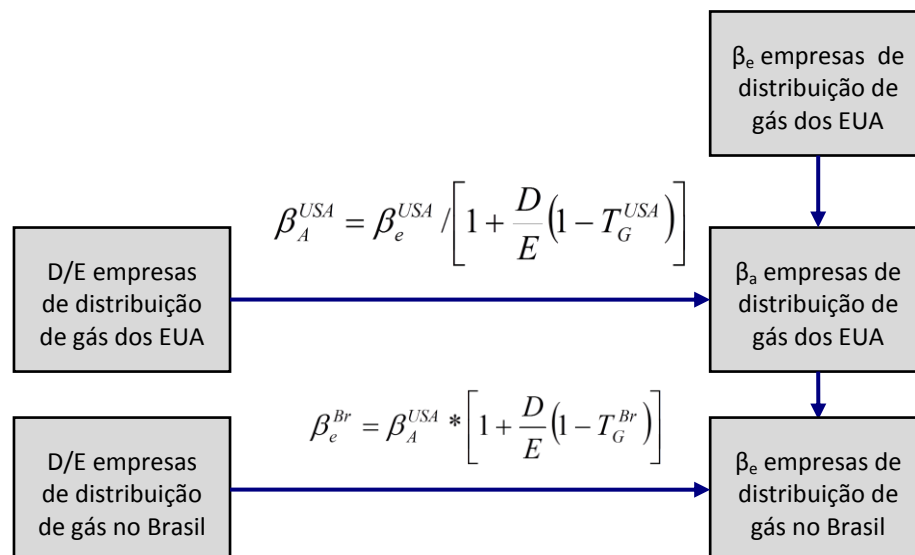 βe empresas de
distribuição de
gás dos EUA
β_A^{USA} = β_e^{USA} / [1 + \frac{D}{E}(1 − T_G^{USA})]
D/E empresas
de distribuição
de gás dos EUA
βa empresas de
distribuição de
gás dos EUA
β_e^{Br} = β_A^{USA} * [1 + \frac{D}{E}(1 − T_G^{Br})]
D/E empresas
de distribuição
de gás no Brasil
βe empresas de
distribuição de
gás no Brasil